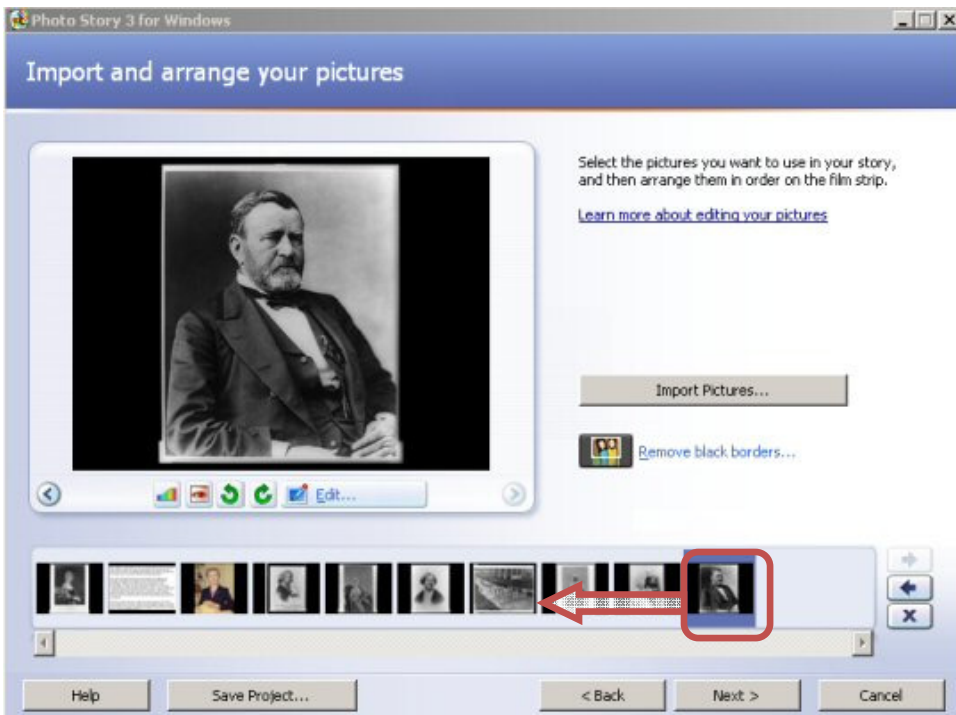 Photo Story 3 for Windows
Import and arrange your pictures
Select the pictures you want to use in your story,
and then arrange them in order on the film strip.
Learn more about editing your pictures
Import Pictures...
Remove black borders...
Edit...
Help
Save Project...
< Back
Next >
Cancel